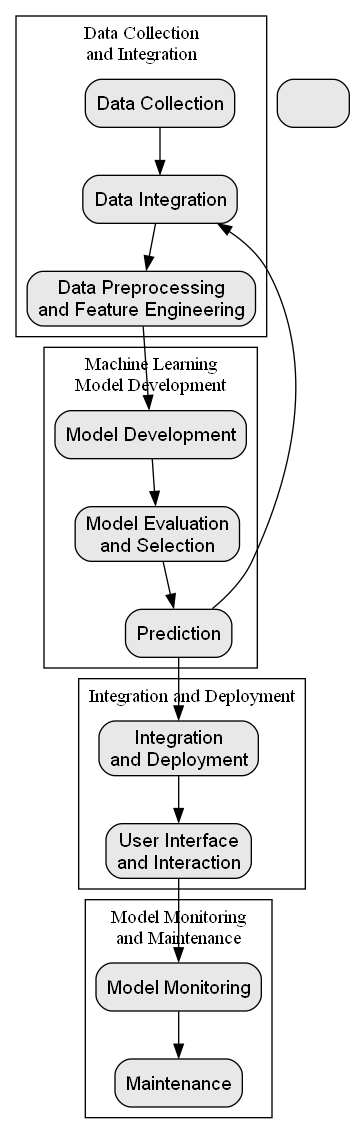 Data Collection
and Integration
Data Collection
Data Integration
Data Preprocessing
and Feature Engineering
Machine Learning
Model Development
Model Development
Model Evaluation
and Selection
Prediction
Integration and Deployment
Integration
and Deployment
User Interface
and Interaction
Model Monitoring
and Maintenance
Model Monitoring
Maintenance